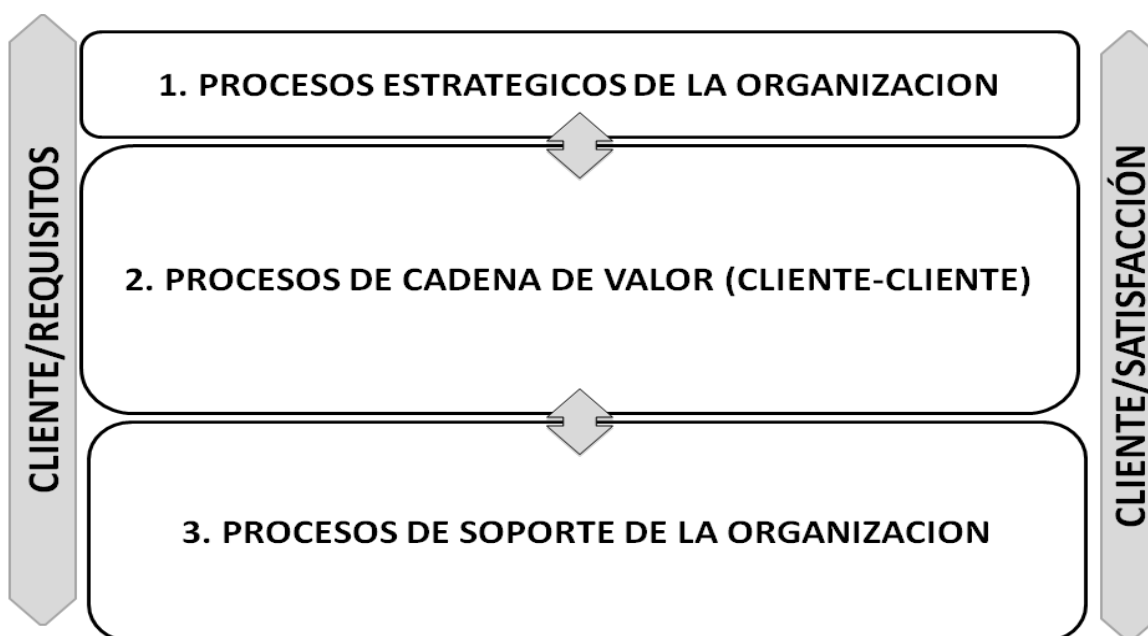 CLIENTE/REQUISITOS
1. PROCESOS ESTRATEGICOS DE LA ORGANIZACION
2. PROCESOS DE CADENA DE VALOR (CLIENTE-CLIENTE)
3. PROCESOS DE SOPORTE DE LA ORGANIZACION
CLIENTE/SATISFACCIÓN